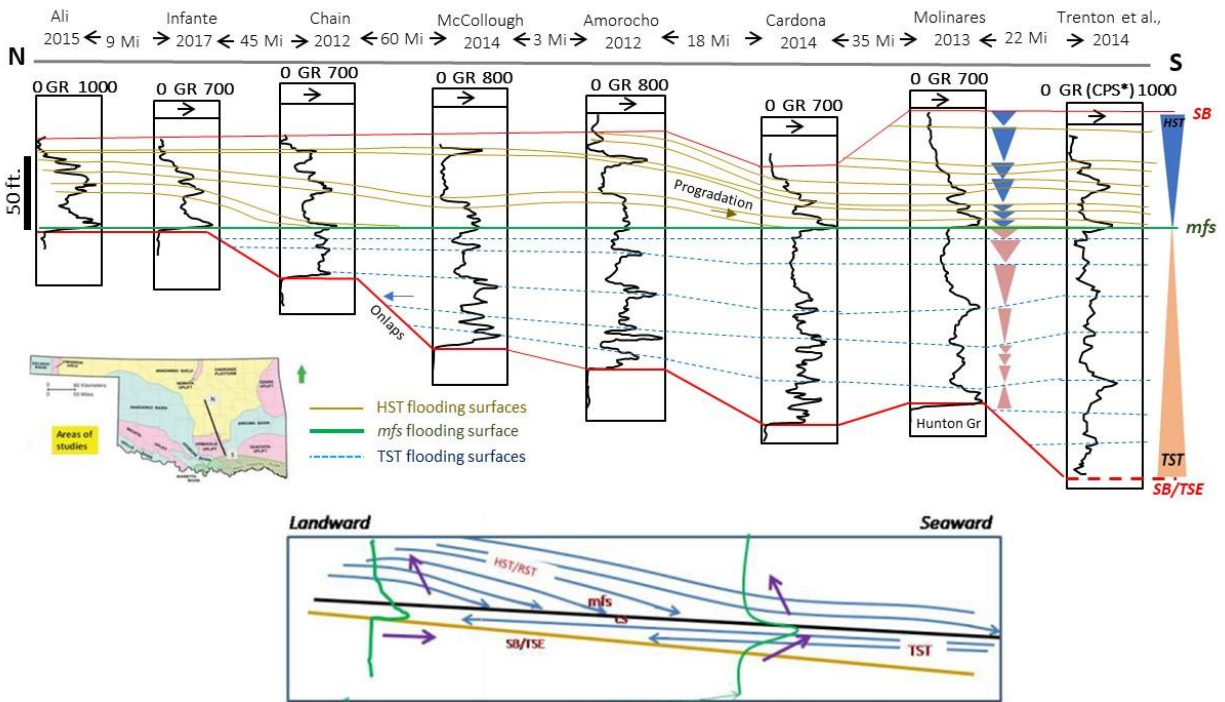 Ali Infante Chain McCollough Amorocho Cardona Molinares Trenton et al.,
2015 9 Mi 2017 45 Mi 2012 60 Mi 2014 3 Mi 2012 18 Mi 2014 35 Mi 2013 22 Mi 2014
N S
0 GR 1000 0 GR 700 0 GR 700 0 GR 800 0 GR 800 0 GR 700 0 GR 700 0 GR (CPS*) 1000
SB
HST
50 ft.
Progradation
mfs
Onlaps
Hunton Gr
TST
SB/TSE
Areas of
studies
N
S
HST flooding surfaces
mfs flooding surface
TST flooding surfaces
Landward Seaward
HST/RST
mfs
CS
SB/TSE
TST